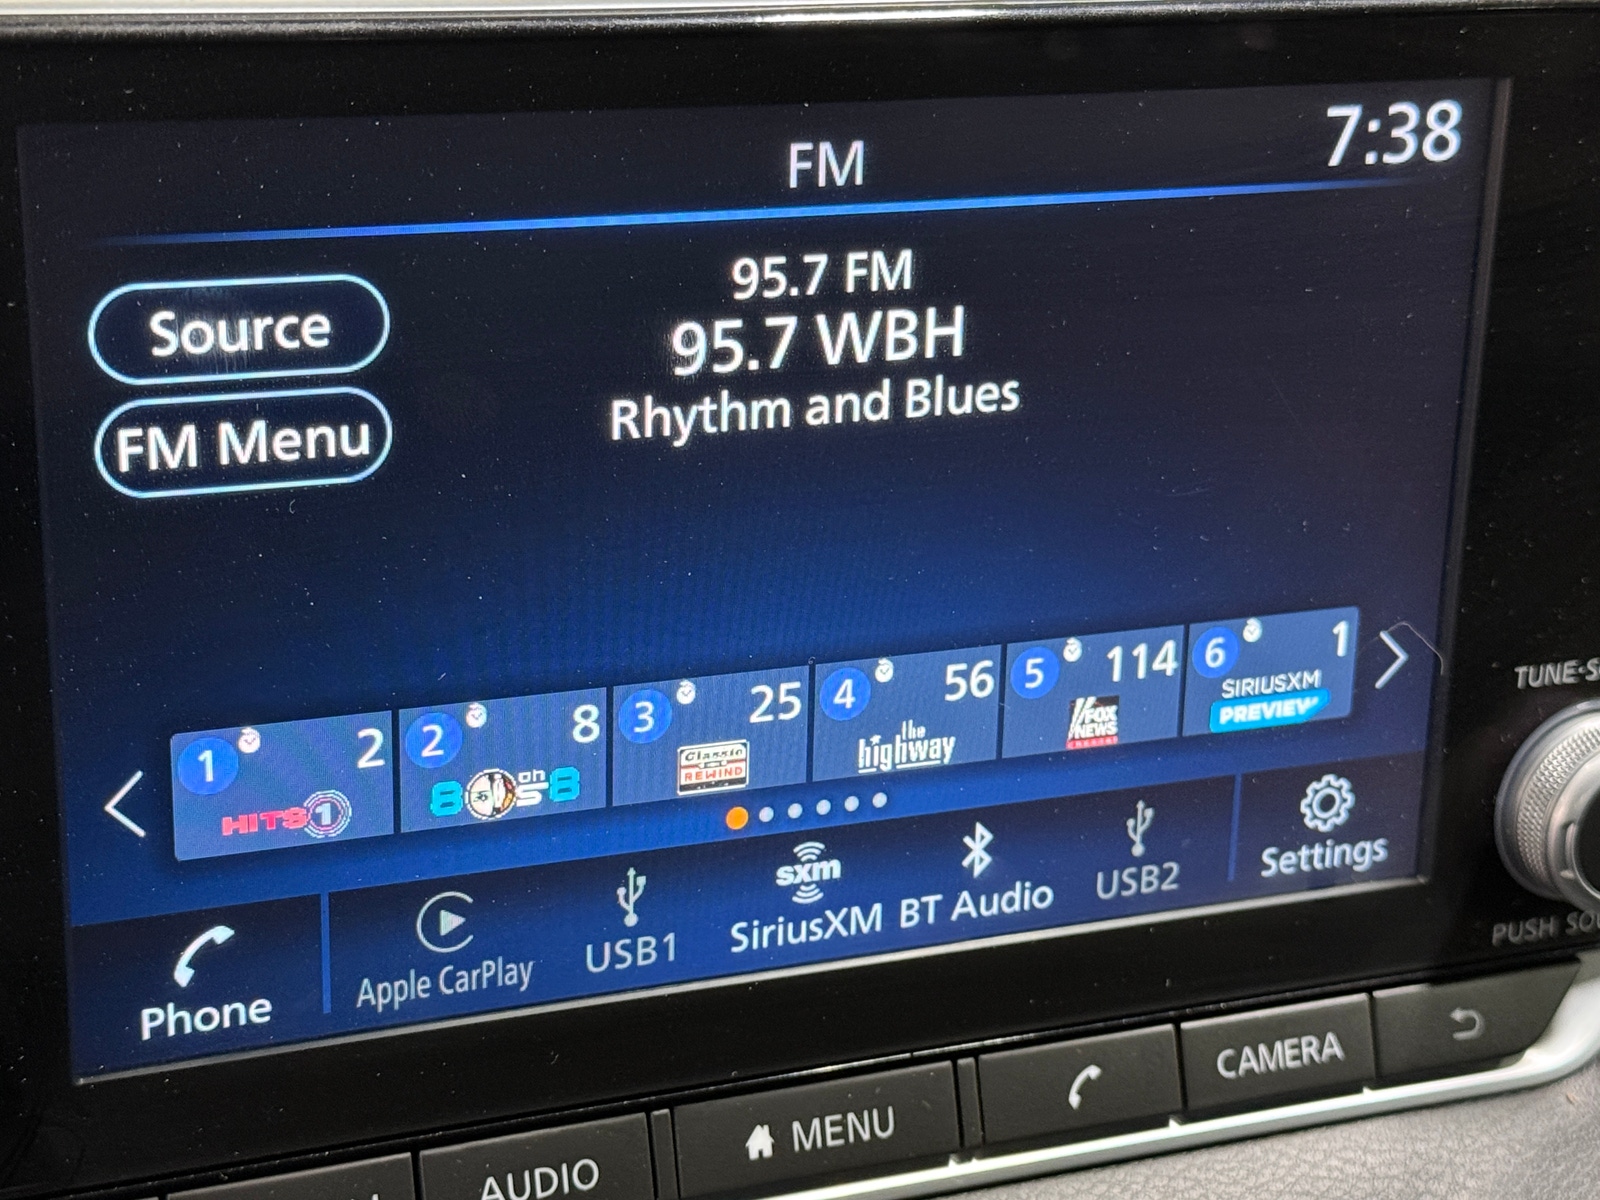 FM
7:38
95.7 FM
95.7 WBH
Rhythm and Blues
Source
FM Menu
1 2
HITS 1
2 8
80s on 8
3 25
Classic
REWIND
4 56
the
highway
5 114
FOX
NEWS
CHANNEL
6 1
SIRIUSXM
PREVIEW
Phone
Apple CarPlay
USB1
sxm
SiriusXM
BT Audio
USB2
Settings
PUSH
AUDIO
MENU
CAMERA